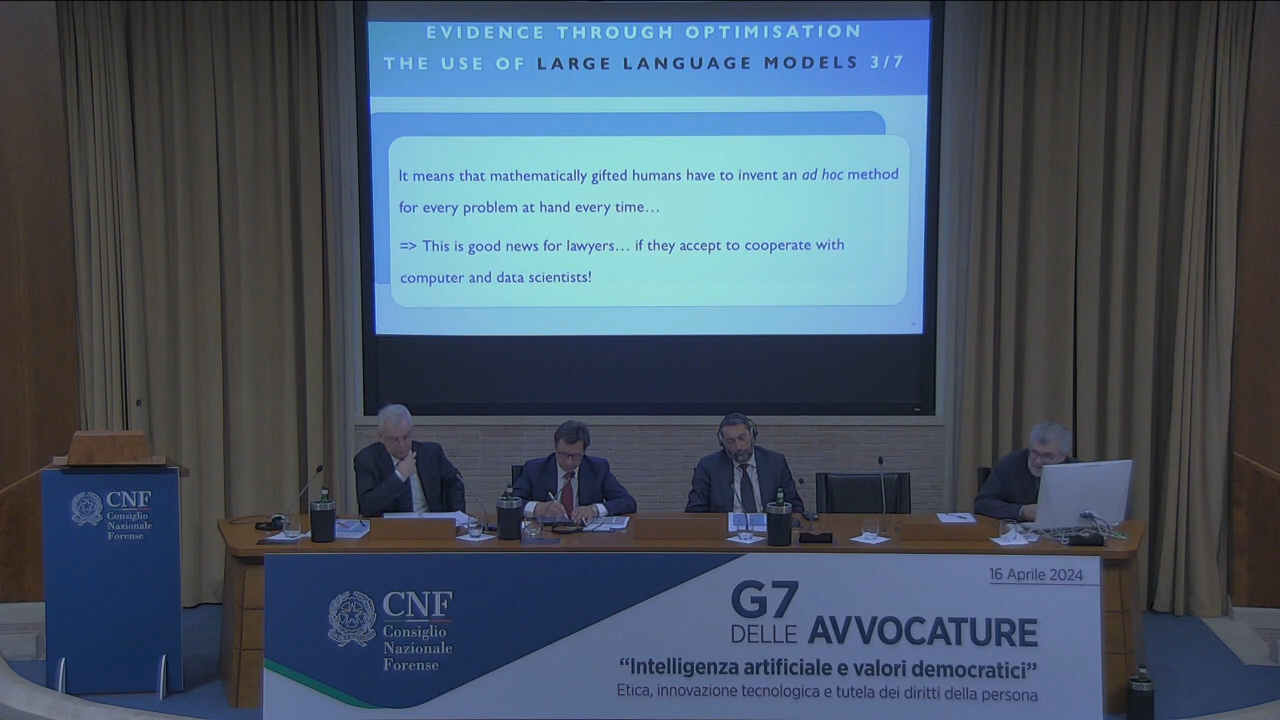 EVIDENCE THROUGH OPTIMISATION
THE USE OF LARGE LANGUAGE MODELS 3/7
It means that mathematically gifted humans have to invent an ad hoc method
for every problem at hand every time…
=> This is good news for lawyers… if they accept to cooperate with
computer and data scientists!
CNF
Consiglio
Nazionale
Forense
CNF
Consiglio
Nazionale
Forense
16 Aprile 2024
G7
DELLE AVVOCATURE
“Intelligenza artificiale e valori democratici”
Etica, innovazione tecnologica e tutela dei diritti della persona